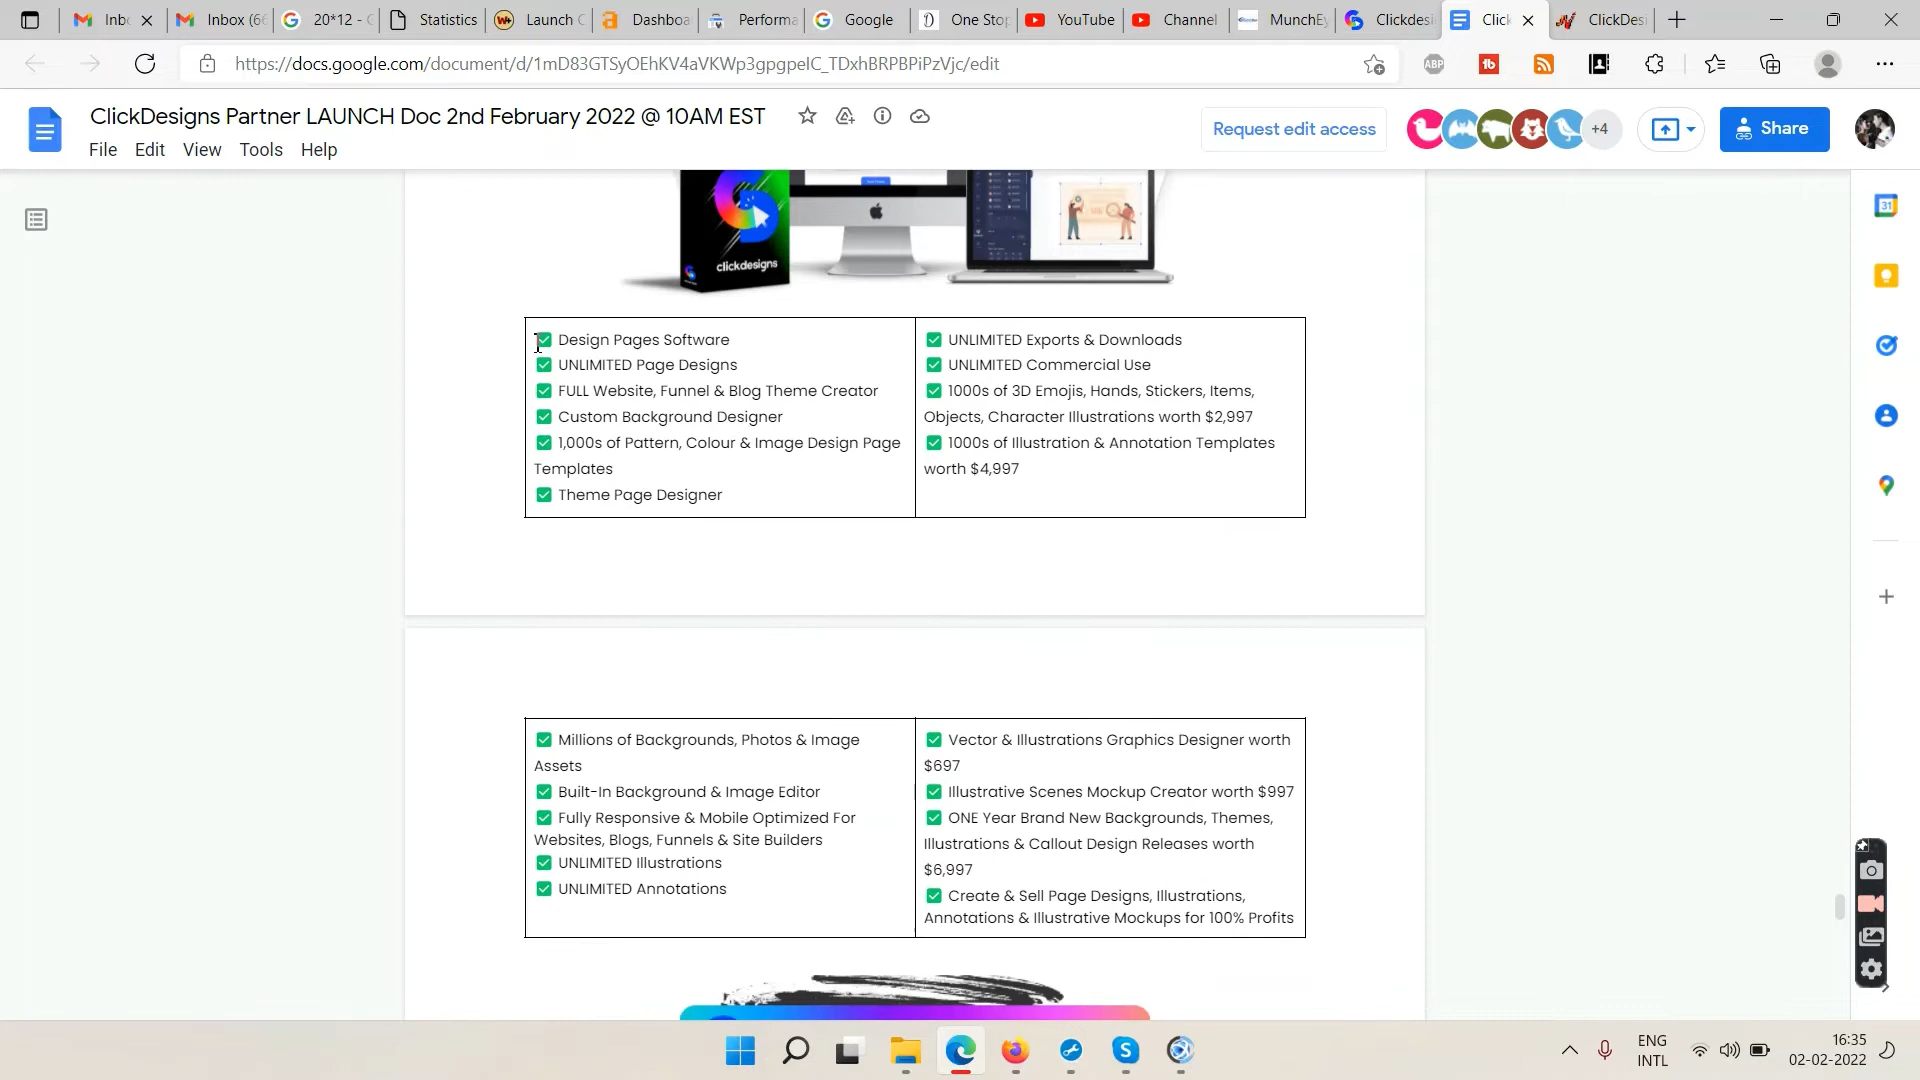 Inbo
Inbox (66
20*12 - G
Statistics
Launch C
Dashboa
Performa
Google
One Stop
YouTube
Channel
MunchEy
Clickdesi
Click
ClickDesi
https://docs.google.com/document/d/1mD83GTSyOEhKV4aVKWp3gpgpeIC_TDxhBRPBPiPzVjc/edit
ABP
ClickDesigns Partner LAUNCH Doc 2nd February 2022 @ 10AM EST
File Edit View Tools Help
Request edit access
+4
Share
31
clickdesigns
Design Pages Software
UNLIMITED Page Designs
FULL Website, Funnel & Blog Theme Creator
Custom Background Designer
1,000s of Pattern, Colour & Image Design Page
Templates
Theme Page Designer
UNLIMITED Exports & Downloads
UNLIMITED Commercial Use
1000s of 3D Emojis, Hands, Stickers, Items,
Objects, Character Illustrations worth $2,997
1000s of Illustration & Annotation Templates
worth $4,997
Millions of Backgrounds, Photos & Image
Assets
Built-In Background & Image Editor
Fully Responsive & Mobile Optimized For
Websites, Blogs, Funnels & Site Builders
UNLIMITED Illustrations
UNLIMITED Annotations
Vector & Illustrations Graphics Designer worth
$697
Illustrative Scenes Mockup Creator worth $997
ONE Year Brand New Backgrounds, Themes,
Illustrations & Callout Design Releases worth
$6,997
Create & Sell Page Designs, Illustrations,
Annotations & Illustrative Mockups for 100% Profits
ENG
INTL
16:35
02-02-2022